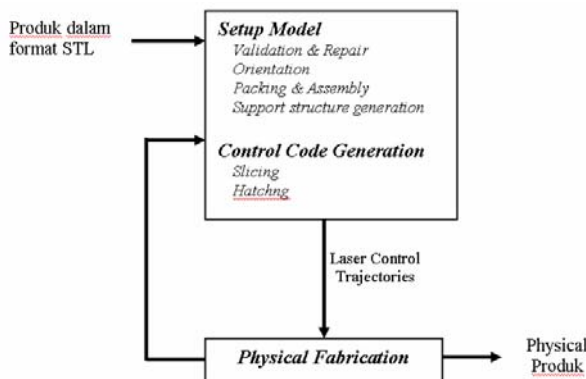 Produk dalam
format STL
Setup Model
Validation & Repair
Orientation
Packing & Assembly
Support structure generation
Control Code Generation
Slicing
Hatchng
Laser Control
Trajectories
Physical Fabrication
Physical
Produk